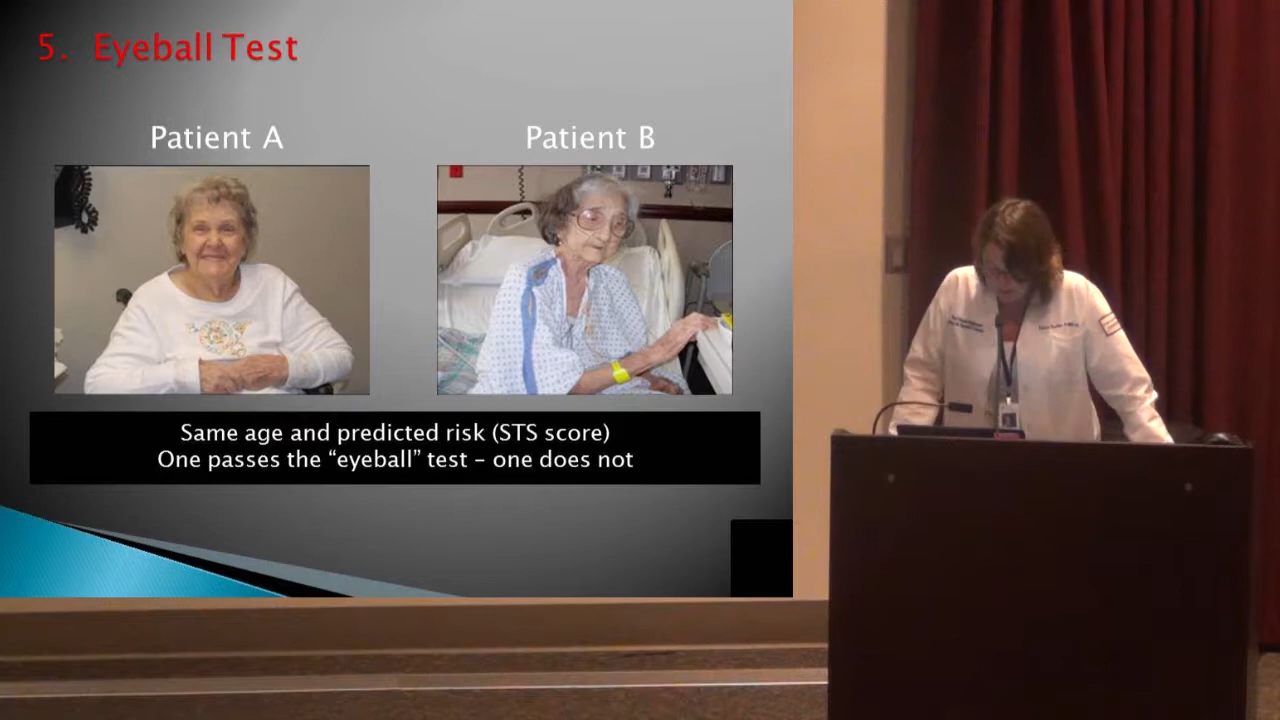 5. Eyeball Test
Patient A
Patient B
Same age and predicted risk (STS score)
One passes the “eyeball” test – one does not